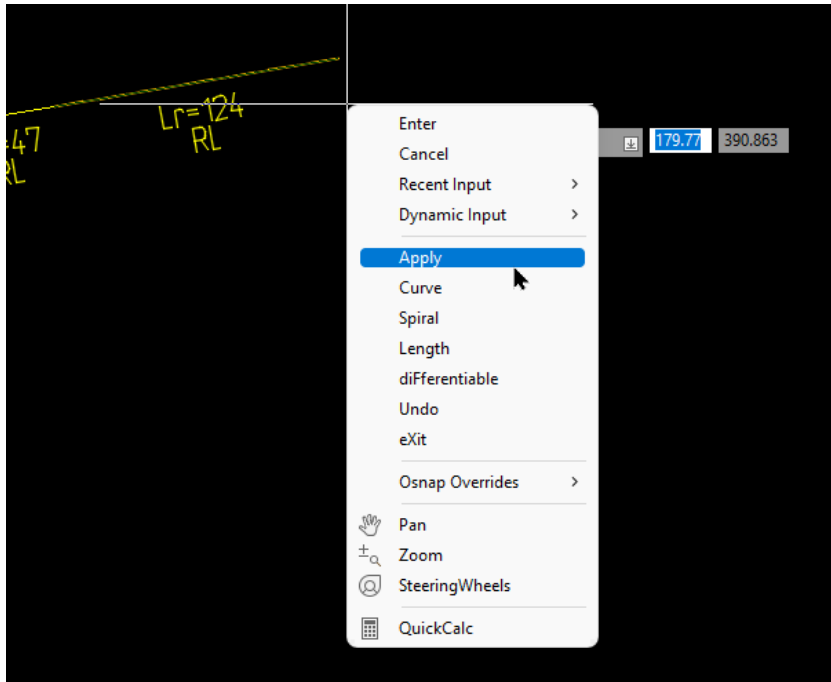 Lr=124
RL
=47
RL
179.77 390.863
Enter
Cancel
Recent Input
Dynamic Input
Apply
Curve
Spiral
Length
diFferentiable
Undo
eXit
Osnap Overrides
Pan
Zoom
SteeringWheels
QuickCalc